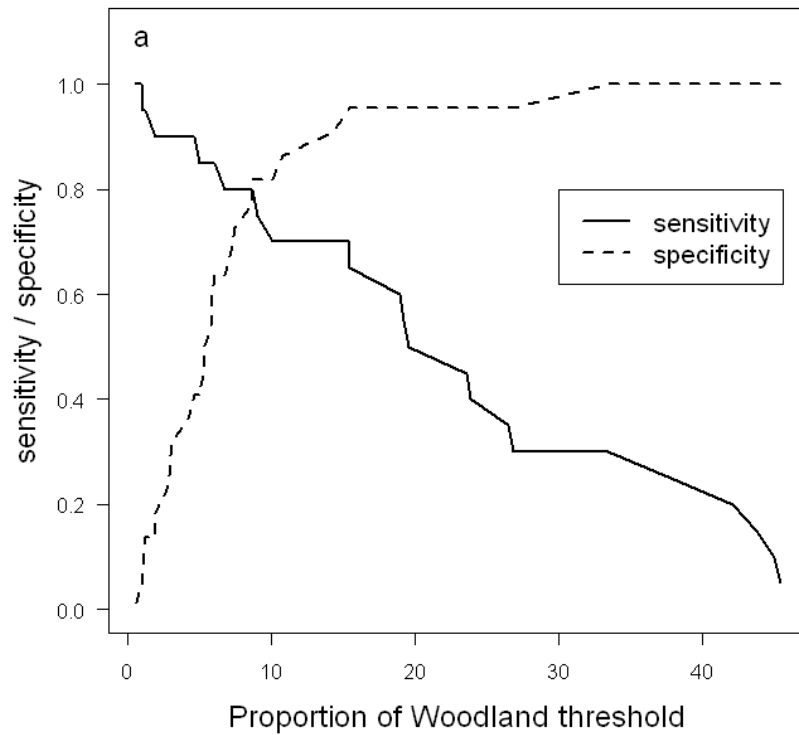 a
1.0
0.8
0.6
0.4
0.2
0.0
sensitivity / specificity
sensitivity
specificity
0 10 20 30 40
Proportion of Woodland threshold